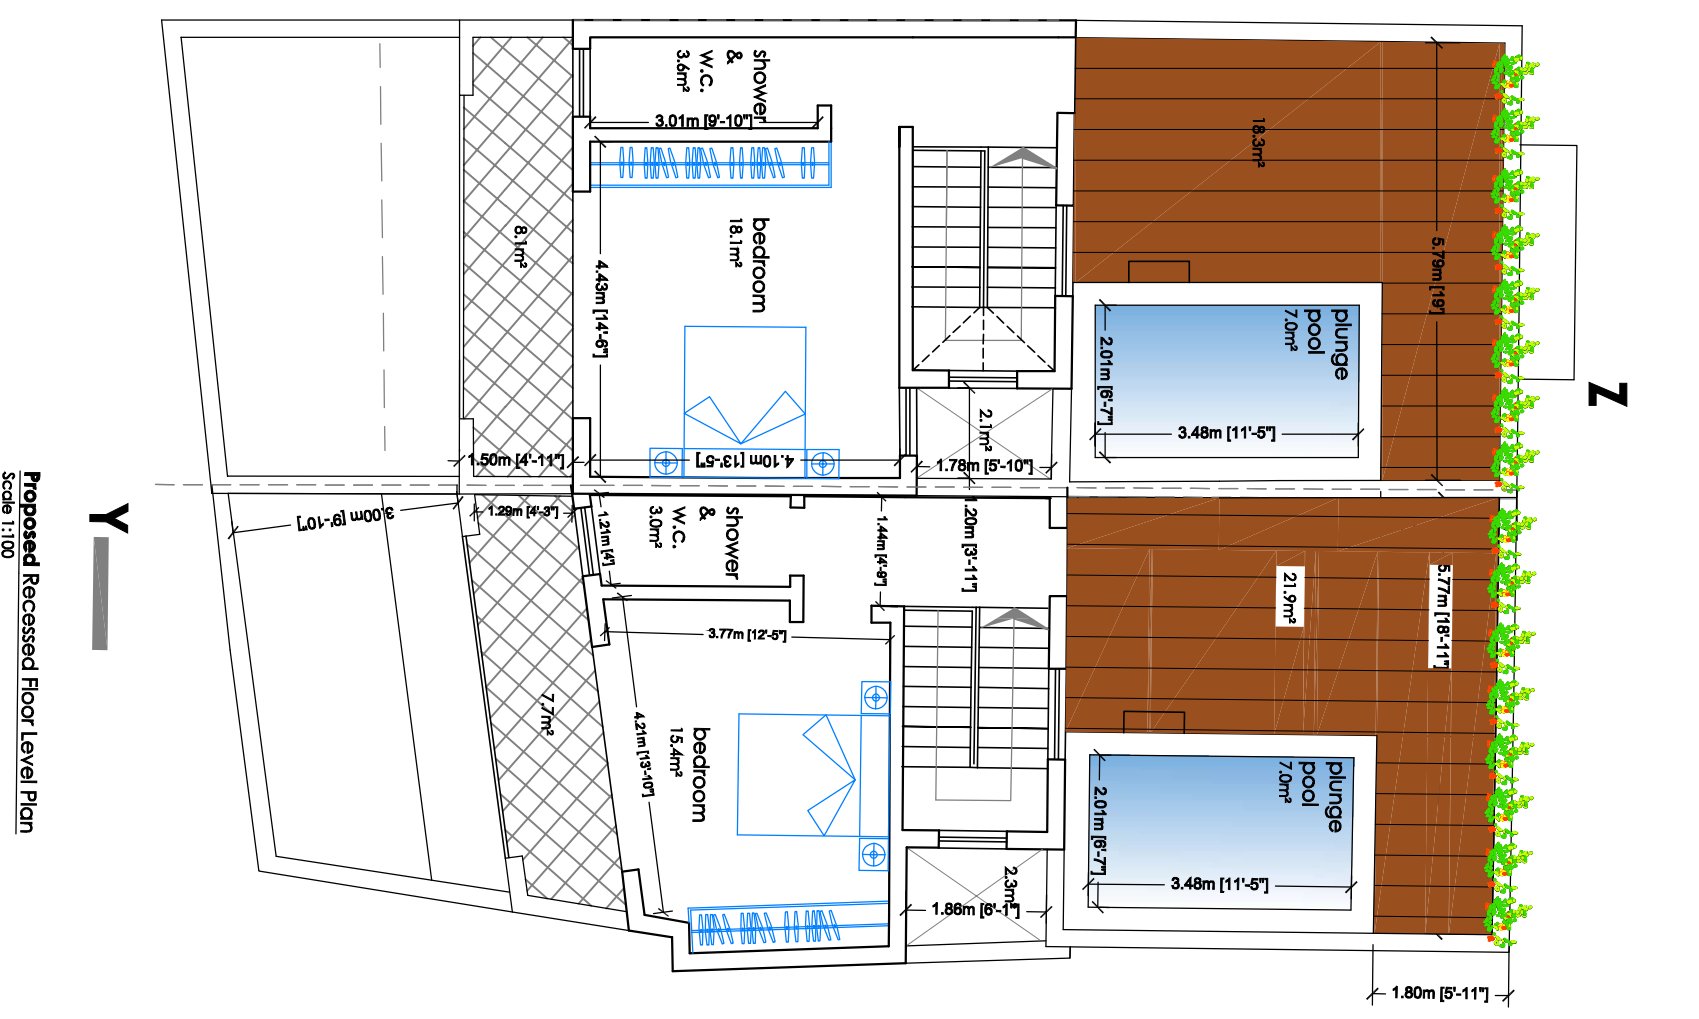 shower
&
w.c.
3.6m²
3.01m [9'-10"]
8.1m²
4.43m [14'-6"]
bedroom
18.1m²
18.3m²
5.79m [19']
plunge
pool
7.0m²
2.01m [6'-7"]
3.48m [11'-5"]
2.1m²
1.78m [5'-10"]
4.10m [13'-5"]
1.50m [4'-11"]
Z
Y
3.00m [9'-10"]
1.29m [4'-3"]
1.21m [4']
shower
&
w.c.
3.0m²
1.44m [4'-9"]
1.20m [3'-11"]
3.77m [12'-5"]
7.7m²
4.21m [13'-10"]
bedroom
15.4m²
21.9m²
5.77m [18'-11"]
plunge
pool
7.0m²
2.01m [6'-7"]
3.48m [11'-5"]
2.3m²
1.86m [6'-1"]
1.80m [5'-11"]
Proposed Recessed Floor Level Plan
Scale 1:100